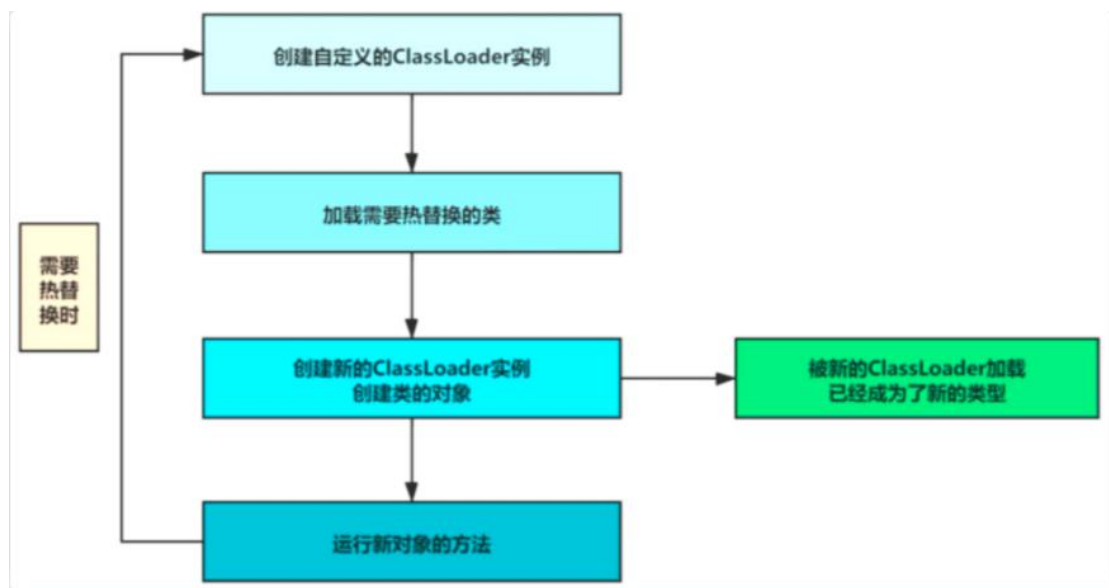 创建自定义的ClassLoader实例
加载需要热替换的类
需要
热替
换时
创建新的ClassLoader实例
创建类的对象
被新的ClassLoader加载
已经成为了新的类型
运行新对象的方法